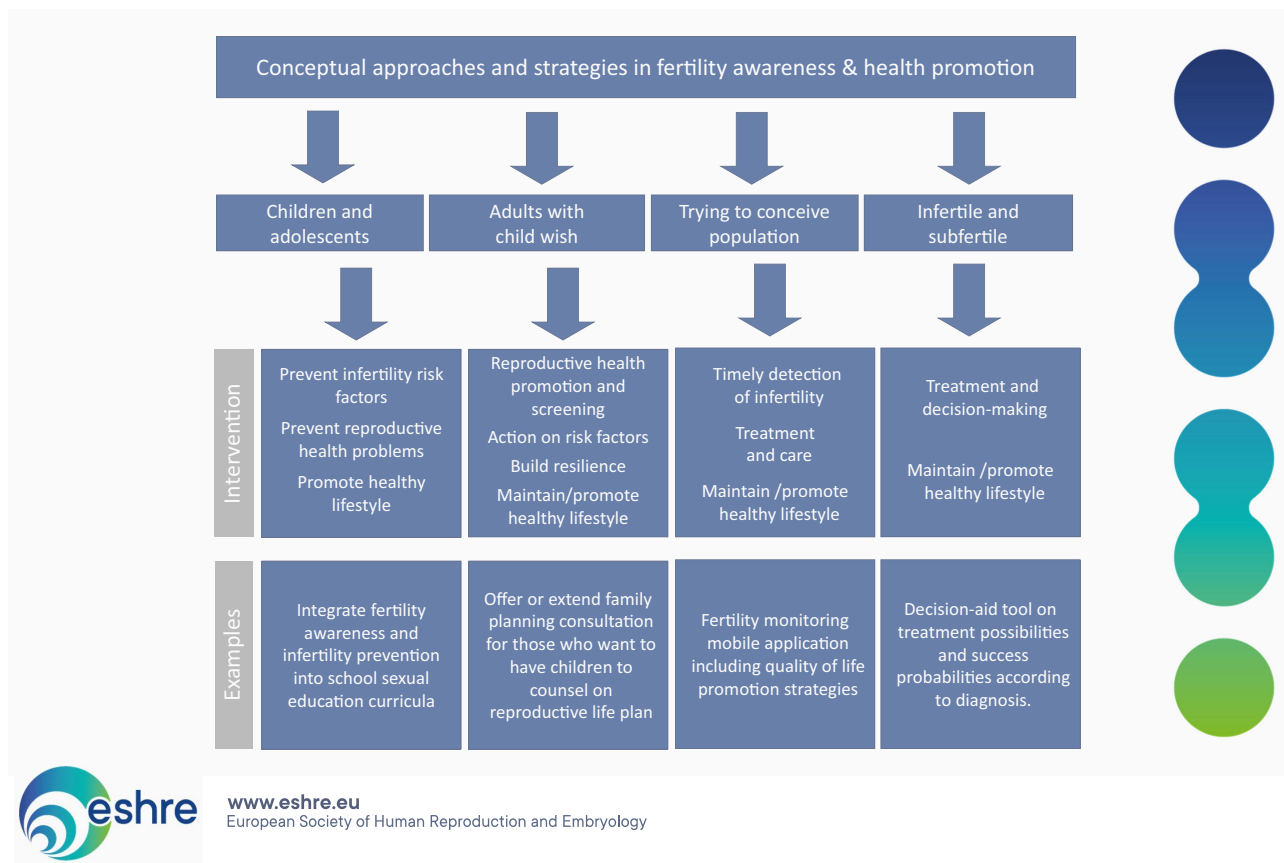 Conceptual approaches and strategies in fertility awareness & health promotion
Children and
adolescents
Adults with
child wish
Trying to conceive
population
Infertile and
subfertile
Intervention
Prevent infertility risk
factors
Prevent reproductive
health problems
Promote healthy
lifestyle
Reproductive health
promotion and
screening
Action on risk factors
Build resilience
Maintain/promote
healthy lifestyle
Timely detection
of infertility
Treatment
and care
Maintain /promote
healthy lifestyle
Treatment and
decision-making
Maintain /promote
healthy lifestyle
Examples
Integrate fertility
awareness and
infertility prevention
into school sexual
education curricula
Offer or extend family
planning consultation
for those who want to
have children to
counsel on
reproductive life plan
Fertility monitoring
mobile application
including quality of life
promotion strategies
Decision-aid tool on
treatment possibilities
and success
probabilities according
to diagnosis.
eshre
www.eshre.eu
European Society of Human Reproduction and Embryology